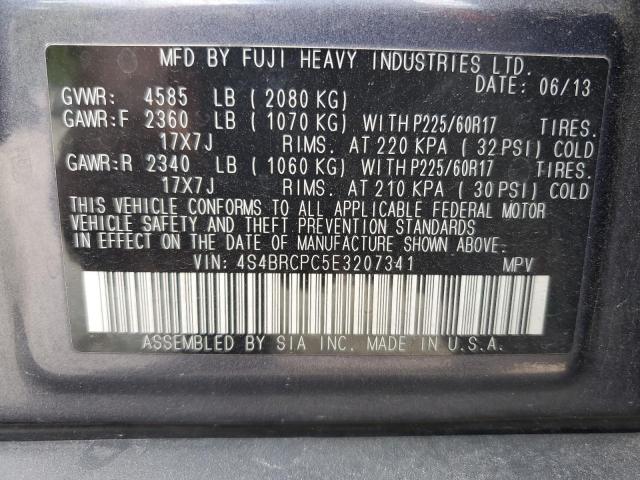 MFD BY FUJI HEAVY INDUSTRIES LTD.
DATE: 06/13
GVWR: 4585 LB (2080 KG)
GAWR:F 2360 LB (1070 KG) WITH P225/60R17 TIRES.
17X7J RIMS. AT 220 KPA (32 PSI) COLD
GAWR:R 2340 LB (1060 KG) WITH P225/60R17 TIRES.
17X7J RIMS. AT 210 KPA (30 PSI) COLD
THIS VEHICLE CONFORMS TO ALL APPLICABLE FEDERAL MOTOR
VEHICLE SAFETY AND THEFT PREVENTION STANDARDS
IN EFFECT ON THE DATE OF MANUFACTURE SHOWN ABOVE.
VIN: 4S4BRCPC5E3207341 MPV
ASSEMBLED BY SIA INC. MADE IN U.S.A.